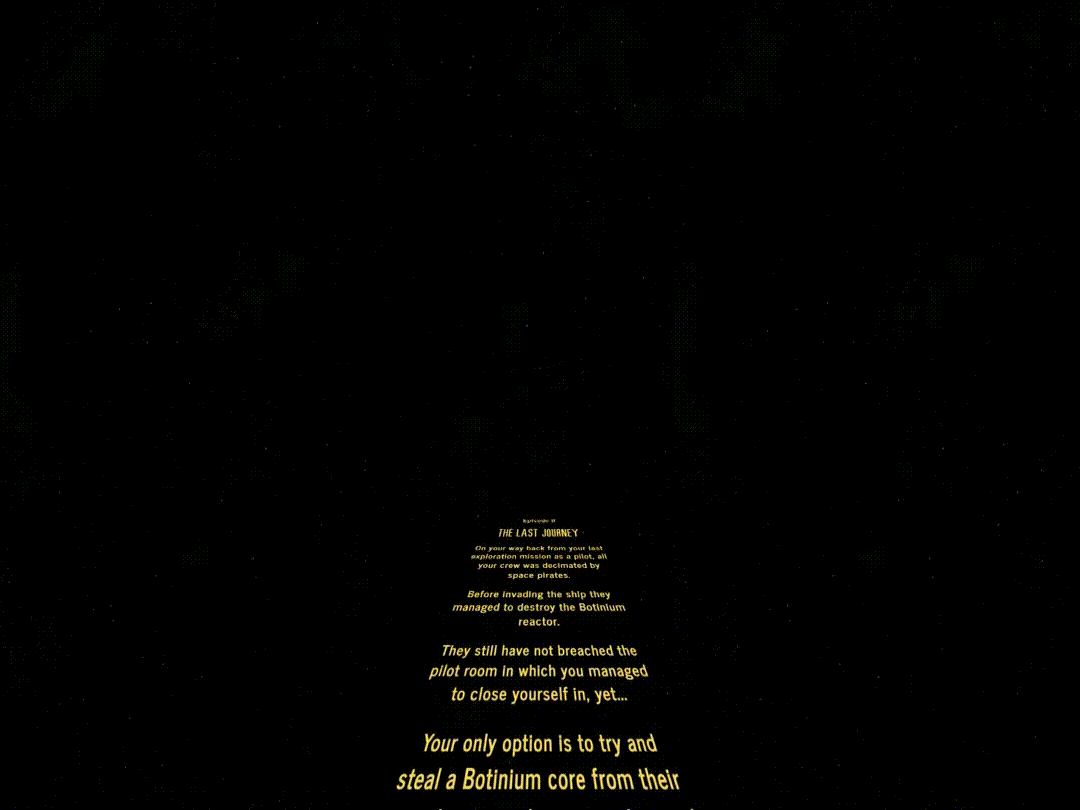 THE LAST JOURNEY
On your way back from your last
exploration mission as a pilot, all
your crew was decimated by
space pirates.
Before invading the ship they
managed to destroy the Botinium
reactor.
They still have not breached the
pilot room in which you managed
to close yourself in, yet...
Your only option is to try and
steal a Botinium core from their